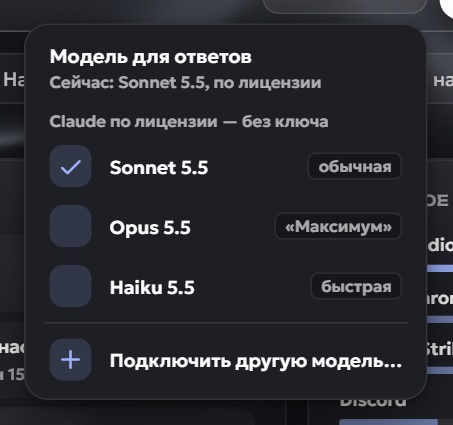 Модель для ответов
Сейчас: Sonnet 5.5, по лицензии
Claude по лицензии — без ключа
Sonnet 5.5 обычная
Opus 5.5 «Максимум»
Haiku 5.5 быстрая
Подключить другую модель...
Discord